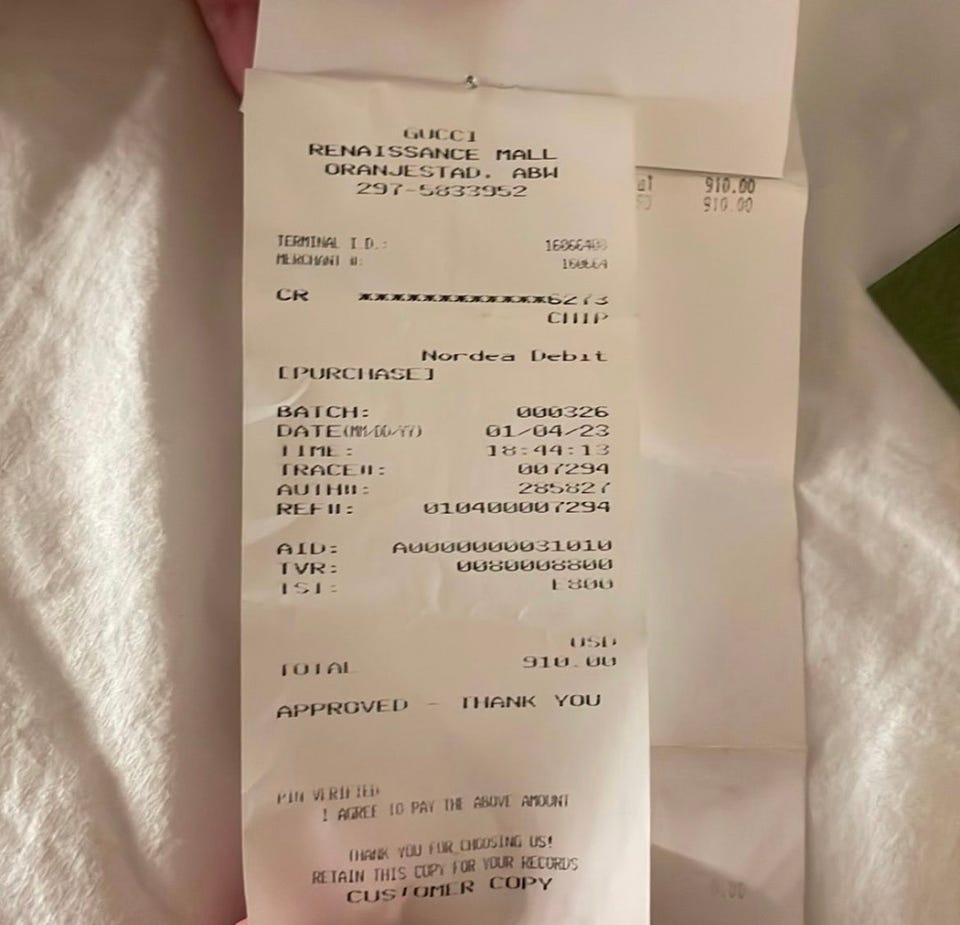 GUCCI
RENAISSANCE MALL
ORANJESTAD. ABW
297-5833952
TERMINAL I.D.:
MERCHANT #: 160664
CR xxxxxxxxxxxx6273
CHIP
Nordea Debit
[PURCHASE]
BATCH: 000326
DATE(MM/DD/YY) 01/04/23
TIME: 18:44:13
TRACE#: 007294
AUTH#: 285827
REF#: 010400007294
AID: A0000000031010
TVR: 0080008800
TSI: E800
USD
TOTAL 910.00
APPROVED - THANK YOU
PIN VERIFIED
I AGREE TO PAY THE ABOVE AMOUNT
THANK YOU FOR CHOOSING US!
RETAIN THIS COPY FOR YOUR RECORDS
CUSTOMER COPY
910.00
910.00